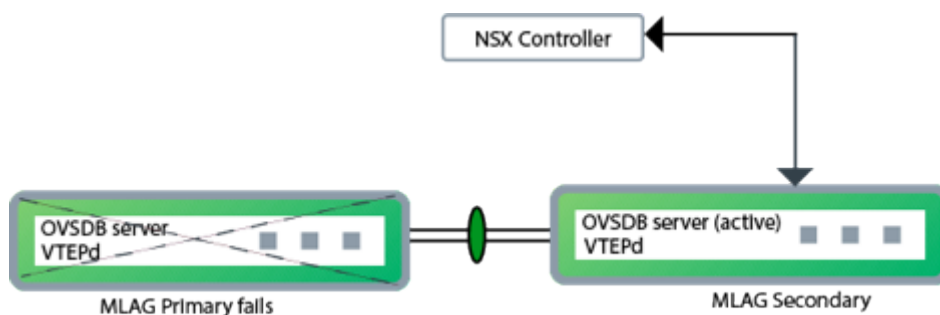 NSX Controller
OVSDB server
VTEPd
OVSDB server (active)
VTEPd
MLAG Primary fails
MLAG Secondary